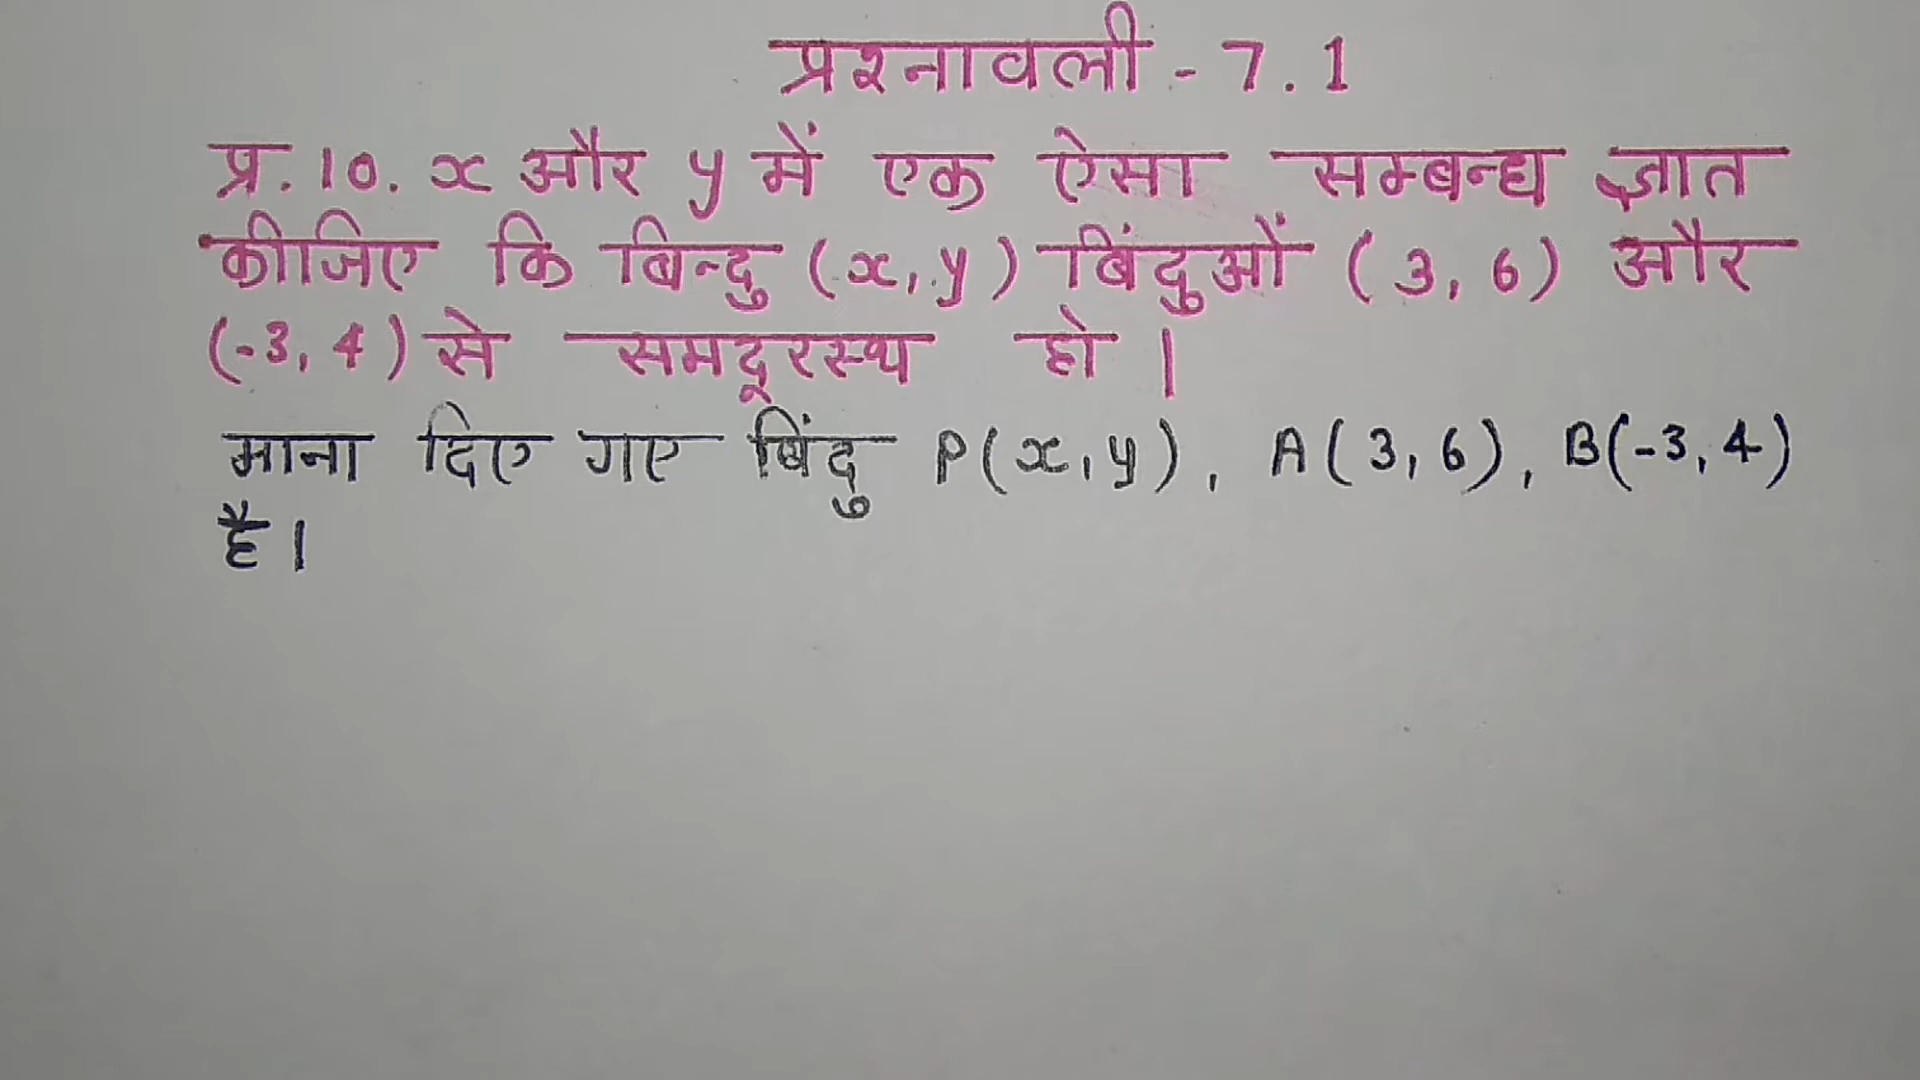 प्रश्नावली - 7.1
प्र. 10. x और y में एक ऐसा सम्बन्ध ज्ञात
कीजिए कि बिन्दु (x, y) बिंदुओं (3, 6) और
(-3, 4) से समदूरस्थ हो |
माना दिए गए बिंदु P(x, y), A(3, 6), B(-3, 4)
है |